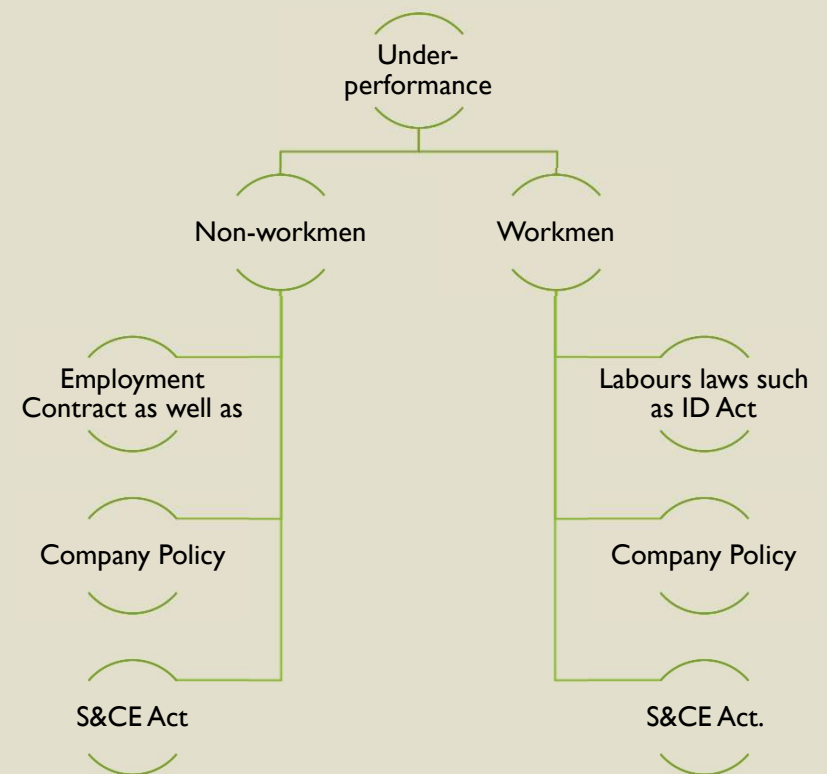 Under-
performance
Non-workmen
Employment
Contract as well as
Company Policy
S&CE Act
Workmen
Labours laws such
as ID Act
Company Policy
S&CE Act.